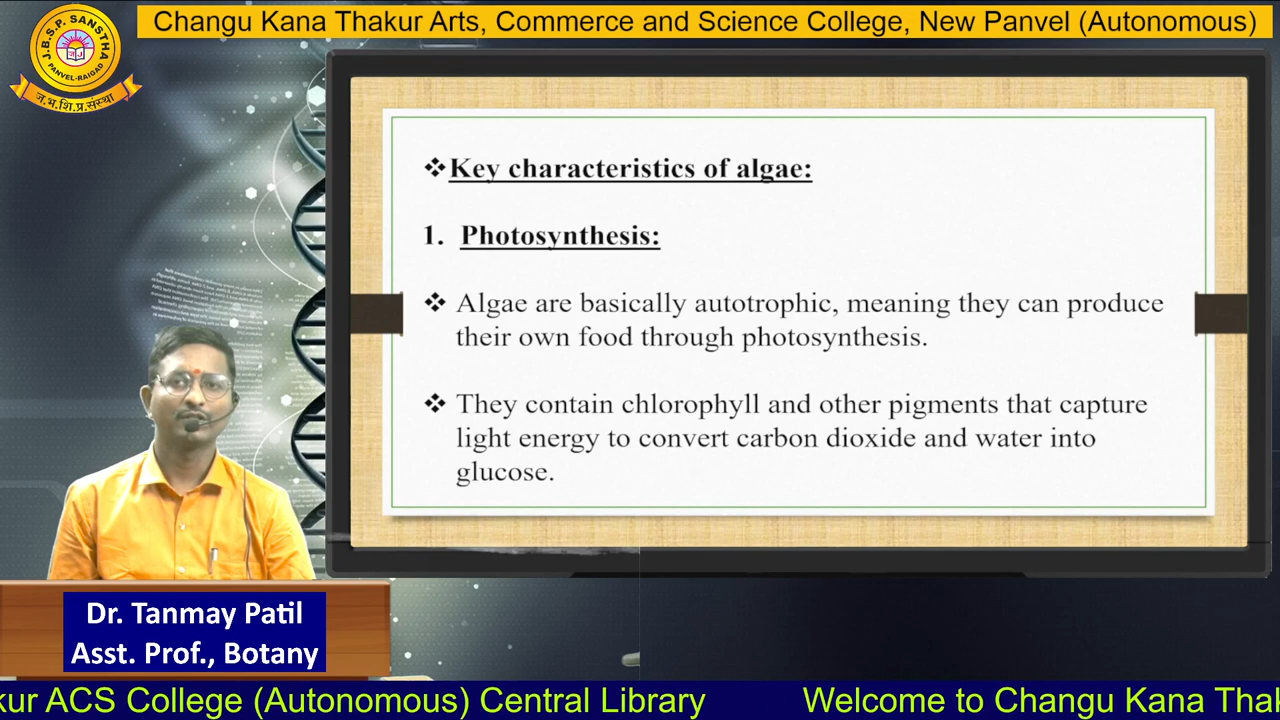 Changu Kana Thakur Arts, Commerce and Science College, New Panvel (Autonomous)
J.B.S.P. SANSTHA
PANVEL-RAIGAD
ज.भ.शि.प्र.संस्था
❖Key characteristics of algae:
1. Photosynthesis:
❖ Algae are basically autotrophic, meaning they can produce
their own food through photosynthesis.
❖ They contain chlorophyll and other pigments that capture
light energy to convert carbon dioxide and water into
glucose.
Dr. Tanmay Patil
Asst. Prof., Botany
kur ACS College (Autonomous) Central Library Welcome to Changu Kana Thak